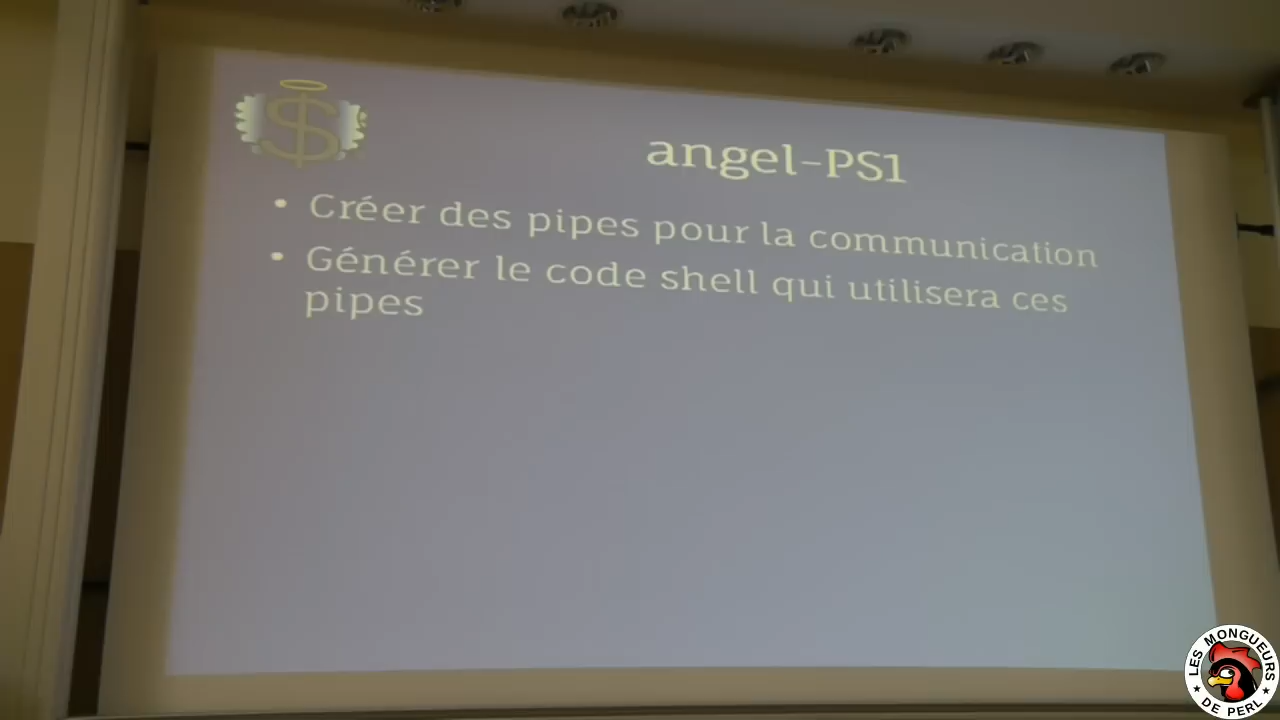 $
angel-PS1
• Créer des pipes pour la communication
• Générer le code shell qui utilisera ces
pipes
LES MONGUEURS
★ DE PERL ★